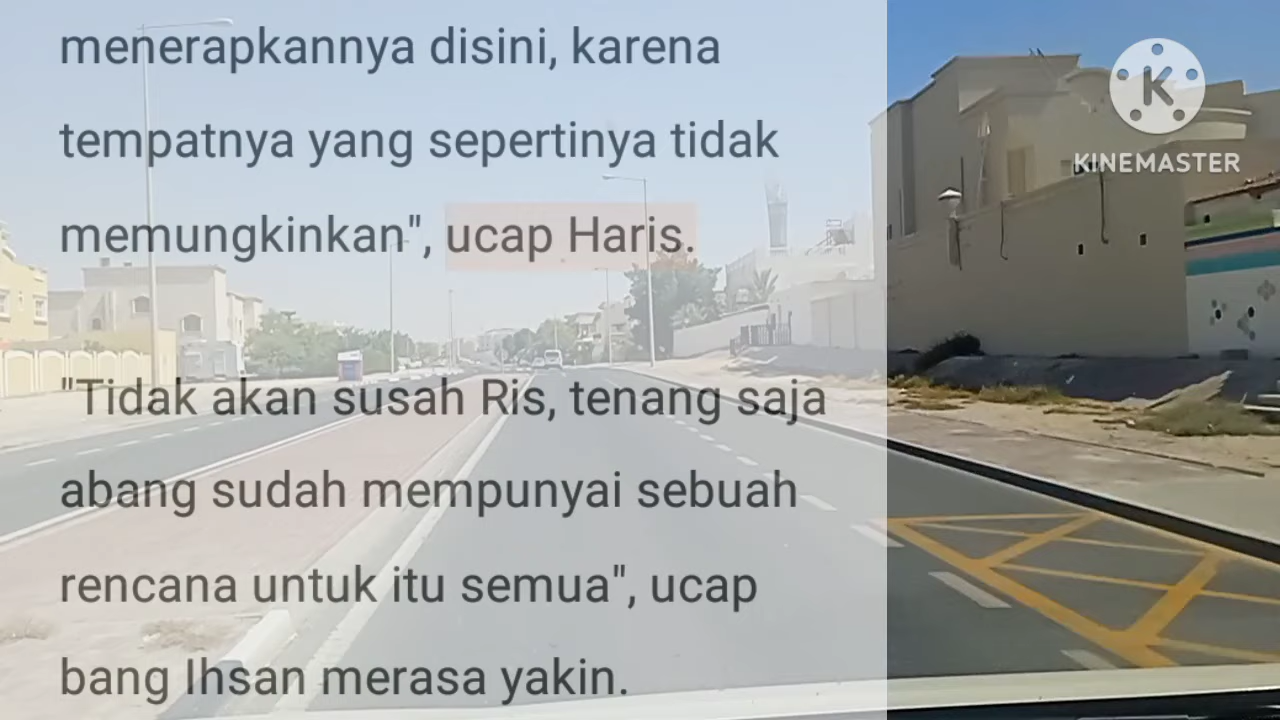 menerapkannya disini, karena
tempatnya yang sepertinya tidak
memungkinkan", ucap Haris.
"Tidak akan susah Ris, tenang saja
abang sudah mempunyai sebuah
rencana untuk itu semua", ucap
bang Ihsan merasa yakin.
K
KINEMASTER